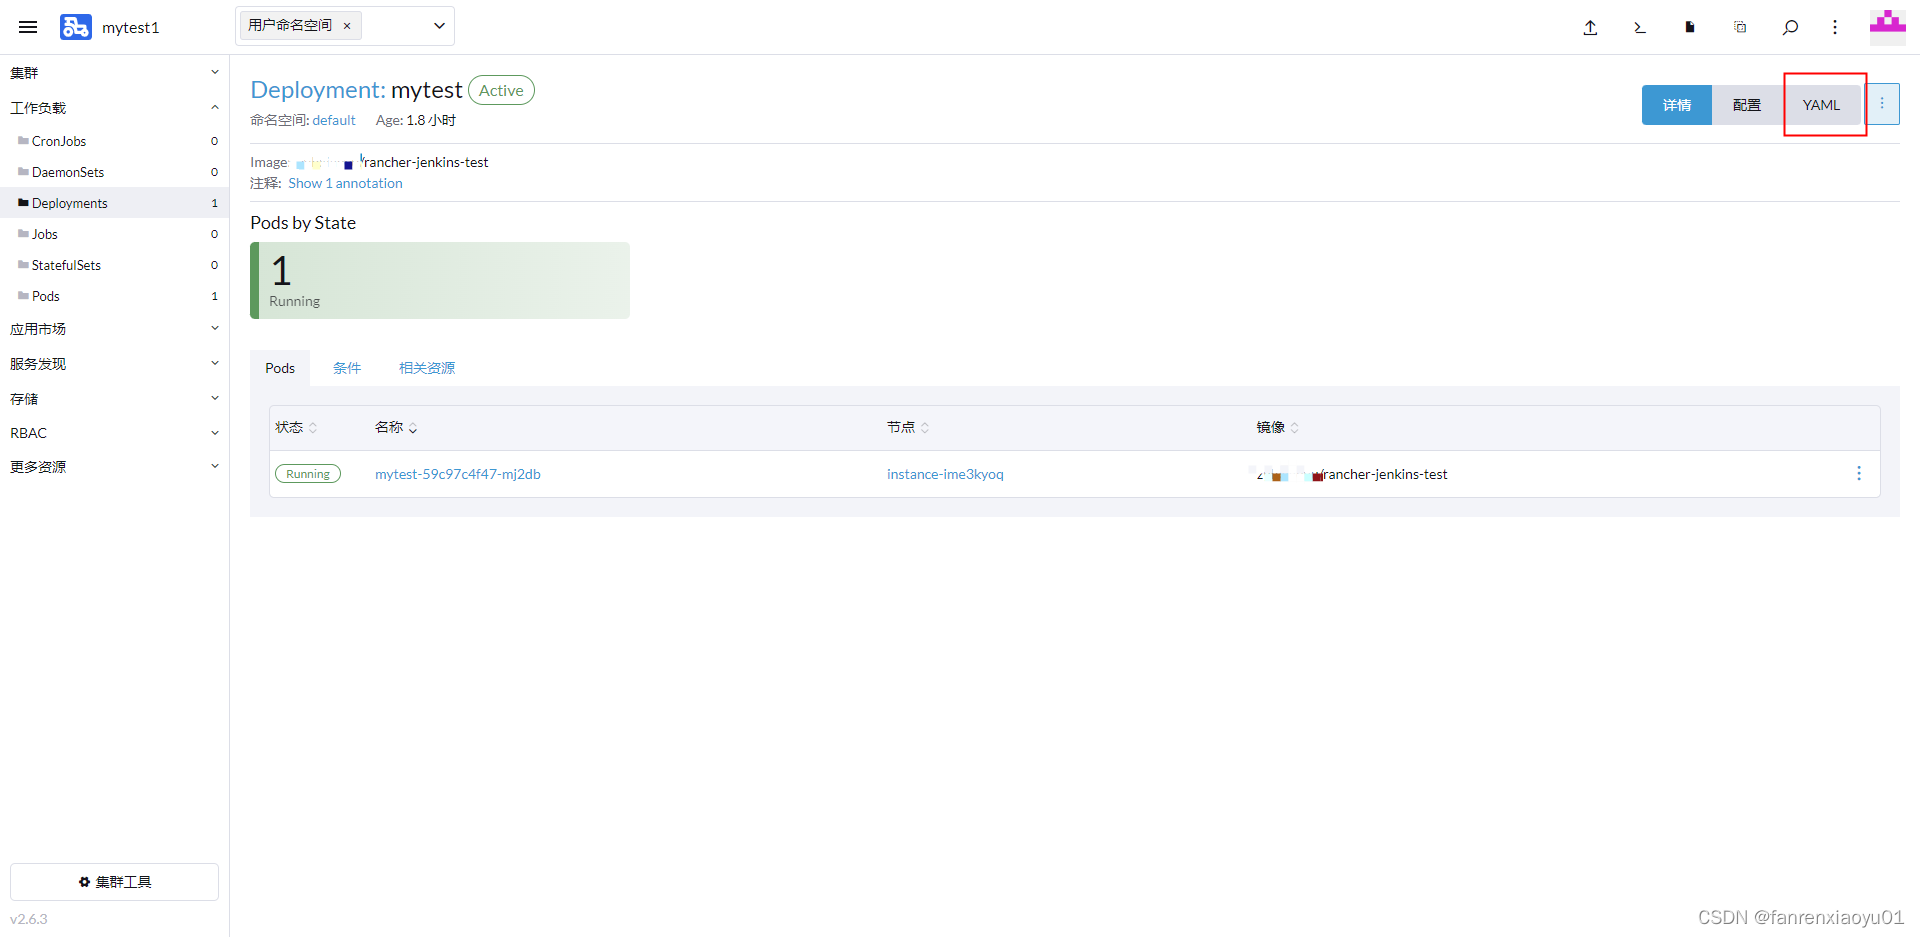 mytest1
用户命名空间 ×
集群
工作负载
CronJobs 0
DaemonSets 0
Deployments 1
Jobs 0
StatefulSets 0
Pods 1
应用市场
服务发现
存储
RBAC
更多资源
集群工具
v2.6.3
Deployment: mytest Active
命名空间: default Age: 1.8 小时
详情 配置 YAML
Image: /rancher-jenkins-test
注释: Show 1 annotation
Pods by State
1
Running
Pods 条件 相关资源
状态 名称 节点 镜像
Running mytest-59c97c4f47-mj2db instance-ime3kyoq /rancher-jenkins-test
CSDN @fanrenxiaoyu01